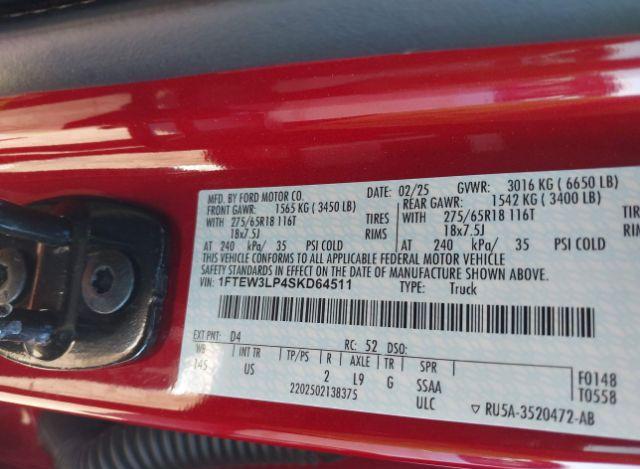 MFD. BY FORD MOTOR CO. DATE: 02/25 GVWR: 3016 KG ( 6650 LB)
FRONT GAWR: 1565 KG ( 3450 LB) REAR GAWR: 1542 KG ( 3400 LB)
WITH 275/65R18 116T TIRES WITH 275/65R18 116T TIRES
18x7.5J RIMS 18x7.5J RIMS
AT 240 kPa/ 35 PSI COLD AT 240 kPa/ 35 PSI COLD
THIS VEHICLE CONFORMS TO ALL APPLICABLE FEDERAL MOTOR VEHICLE
SAFETY STANDARDS IN EFFECT ON THE DATE OF MANUFACTURE SHOWN ABOVE.
VIN: 1FTEW3LP4SKD64511 TYPE: Truck
EXT PNT: D4 RC: 52 DSO:
WB INT TR TP/PS R AXLE TR SPR
145 US 2 L9 G SSAA F0148
220250213837S ULC T0558
▽ RU5A-3520472-AB